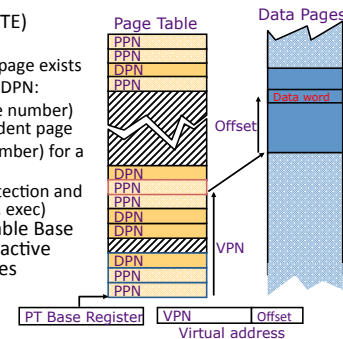 TE)
page exists
DPN:
e number)
dent page
mber) for a
tection and
exec)
ble Base
active
es
Page Table
PPN
PPN
DPN
PPN
DPN
PPN
PPN
DPN
DPN
DPN
PPN
PPN
Data Pages
Data word
Offset
VPN
PT Base Register
VPN
Offset
Virtual address